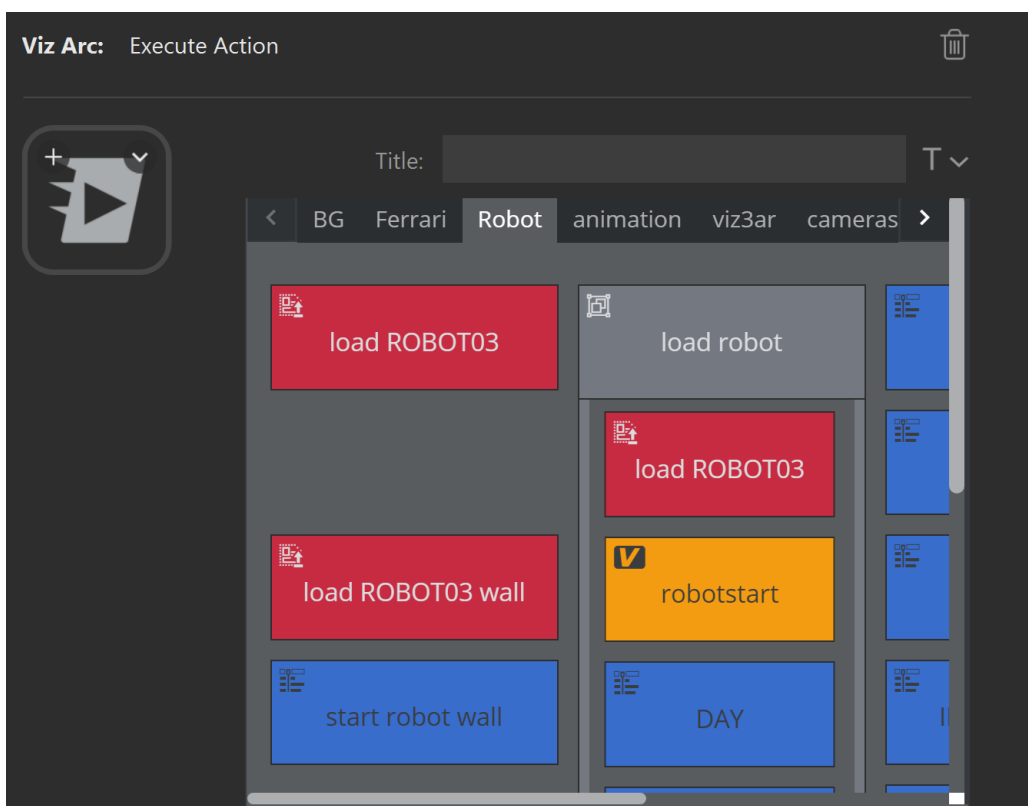 Viz Arc: Execute Action
Title:
T
BG Ferrari Robot animation viz3ar cameras
load ROBOT03
load robot
load ROBOT03
load ROBOT03 wall
V
robotstart
start robot wall
DAY